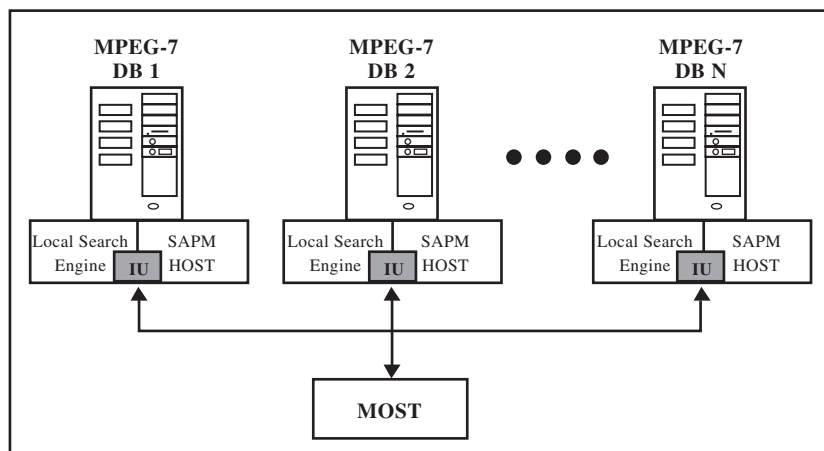 MPEG-7
DB 1
MPEG-7
DB 2
MPEG-7
DB N
Local Search
Engine
IU
SAPM
HOST
Local Search
Engine
IU
SAPM
HOST
Local Search
Engine
IU
SAPM
HOST
MOST